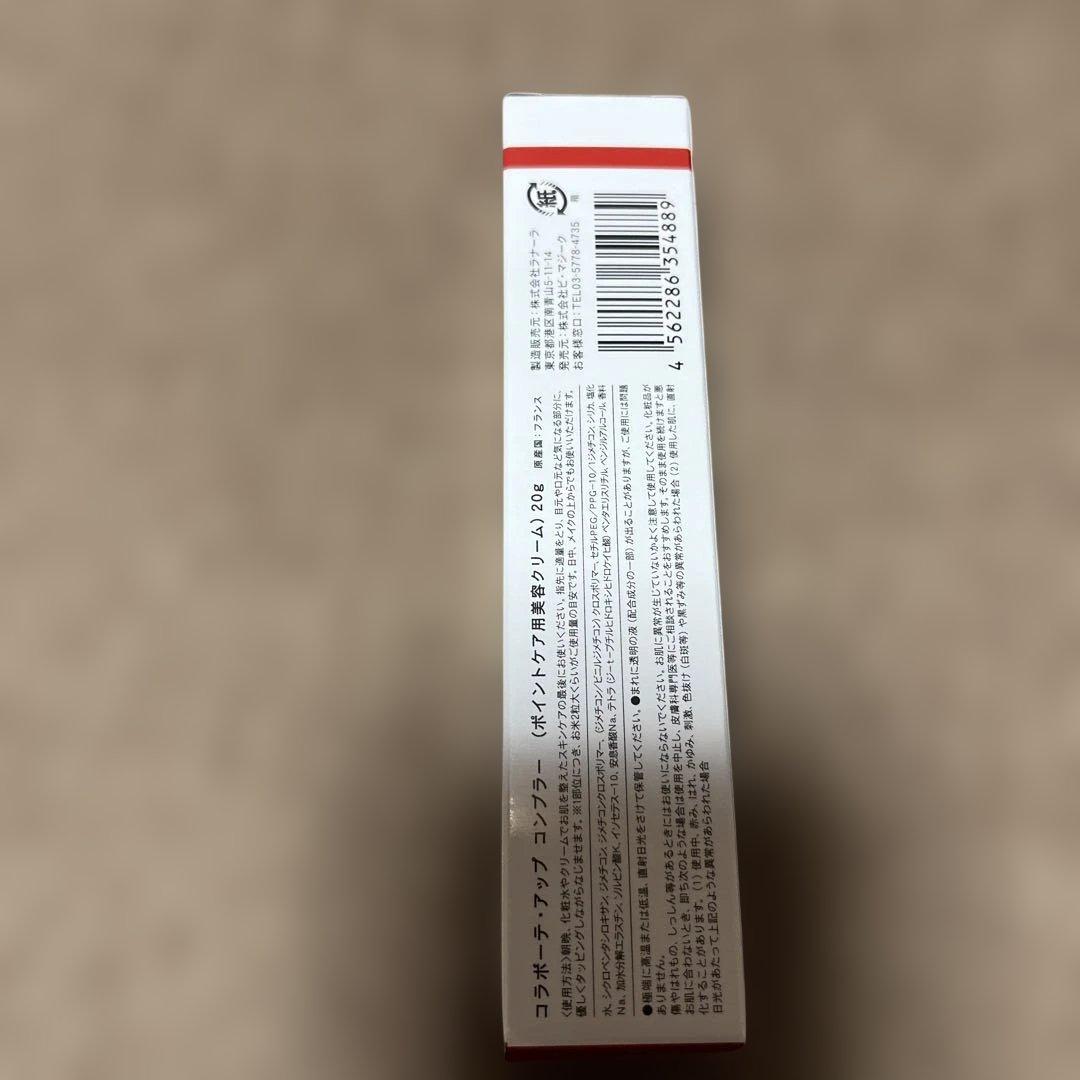 コラボーテ・アップ コンブラー (ポイントケア用美容クリーム) 20g 原産国：フランス
〈使用方法〉朝晩、化粧水やクリームでお肌を整えたスキンケアの最後にお使いください。指先に適量をとり、目元や口元など気になる部分に、
優しくタッピングしながらなじませます。※1部位につき、お米2粒大くらいがご使用量の目安です。日中、メイクの上からでもお使いいただけます。
水、シクロペンタシロキサン、ジメチコン、ジメチコンクロスポリマー、(ジメチコン/ビニルジメチコン)クロスポリマー、セチルPEG/PPG-10/1ジメチコン、シリカ、塩化
Na、加水分解エラスチン、ソルビン酸K、イソセテス-10、安息香酸Na、テトラ(ジ-t-ブチルヒドロキシヒドロケイヒ酸)ペンタエリスリチル、ベンジルアルコール、香料
●極端に高温または低温、直射日光をさけて保管してください。●まれに透明の液(配合成分の一部)が出ることがありますが、ご使用には問題
ありません。
傷やはれもの、しっしん等があるときにはお使いにならないでください。お肌に異常が生じていないかよく注意して使用してください。化粧品が
お肌に合わないとき、即ち次のような場合は使用を中止し、皮膚科専門医等にご相談されることをおすすめします。そのまま使用を続けますと悪
化することがあります。(1)使用中、赤み、はれ、かゆみ、刺激、色抜け(白斑等)や黒ずみ等の異常があらわれた場合(2)使用した肌に、直射
日光があたって上記のような異常があらわれた場合
製造販売元：株式会社ラナーラ
東京都港区南青山5-11-14
発売元：株式会社ビ・マジーク
お客様窓口：TEL03-5778-4735
紙
箱
4 562286 354889